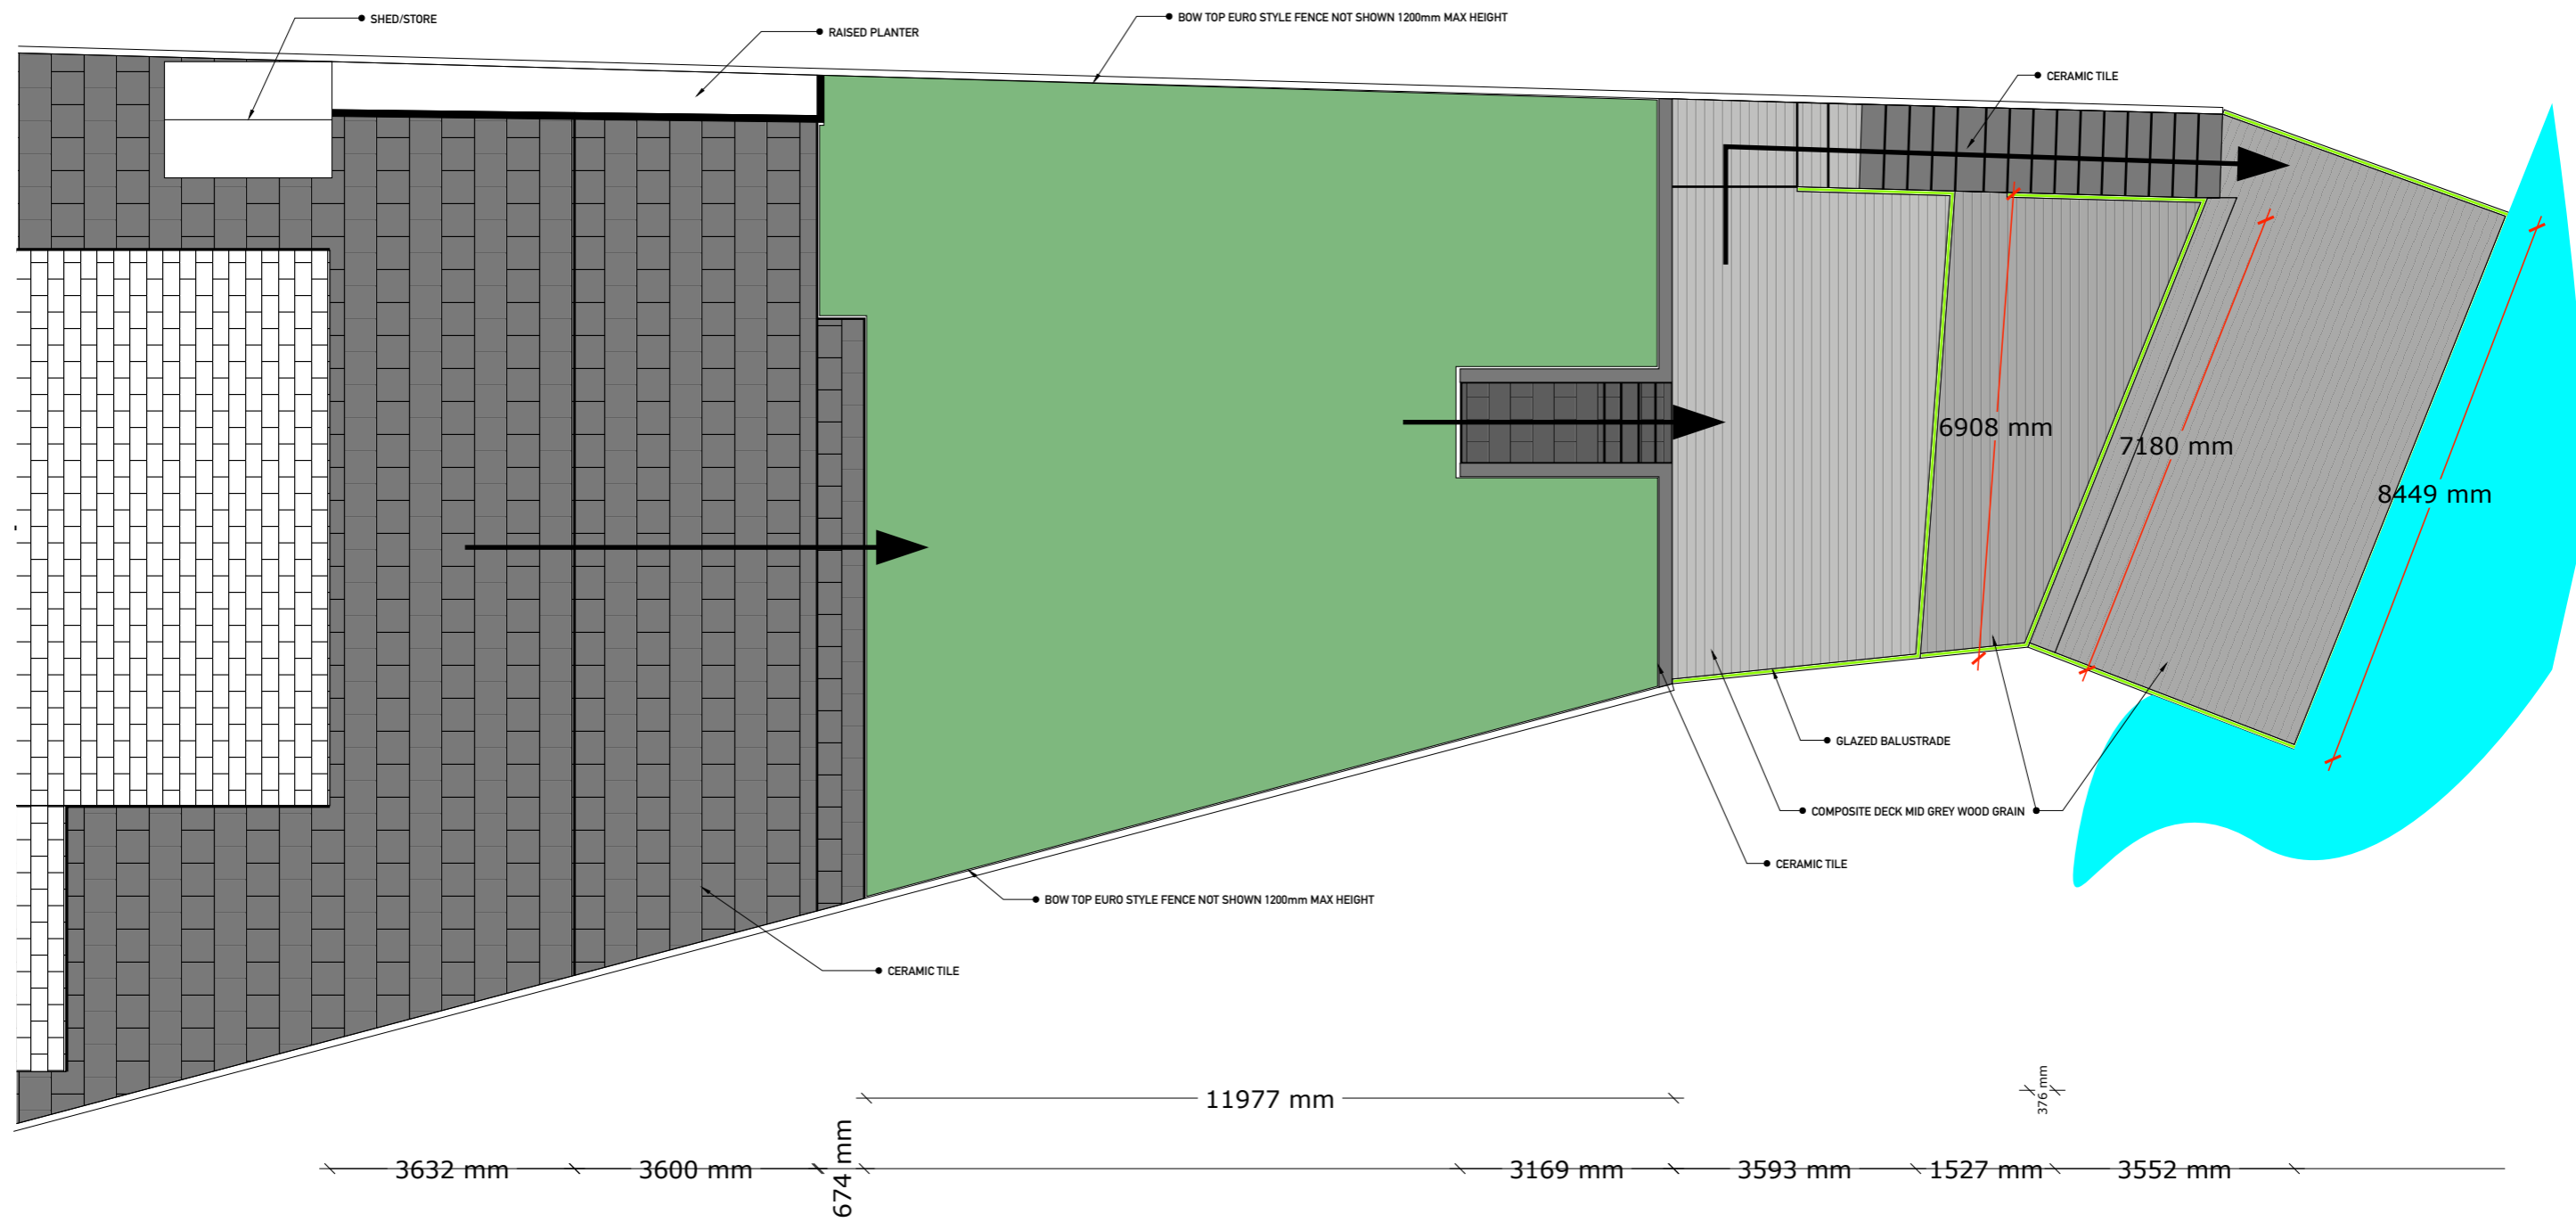 SHED/STORE
BOW TOP EURO STYLE FENCE NOT SHOWN 1200mm MAX HEIGHT
RAISED PLANTER
CERAMIC TILE
6908 mm
7180 mm
8449 mm
GLAZED BALUSTRADE
COMPOSITE DECK MID GREY WOOD GRAIN
CERAMIC TILE
BOW TOP EURO STYLE FENCE NOT SHOWN 1200mm MAX HEIGHT
CERAMIC TILE
11977 mm
376 mm
3632 mm
3600 mm
674 mm
3169 mm
3593 mm
1527 mm
3552 mm